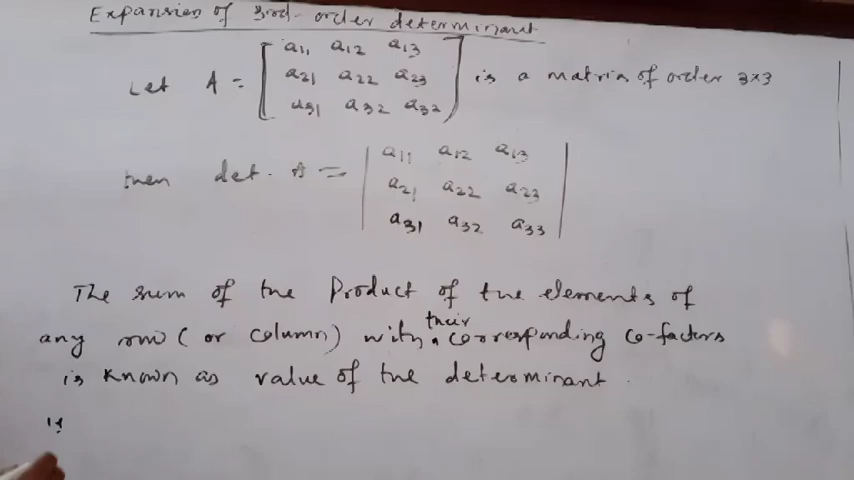 Expansion of 3rd-order determinant
Let A = [ a11 a12 a13
a21 a22 a23
a31 a32 a32 ] is a matrix of order 3×3
then det. A = | a11 a12 a13
a21 a22 a23
a31 a32 a33 |
The sum of the Product of the elements of
any row (or column) with their corresponding Co-factors
is known as value of the determinant.